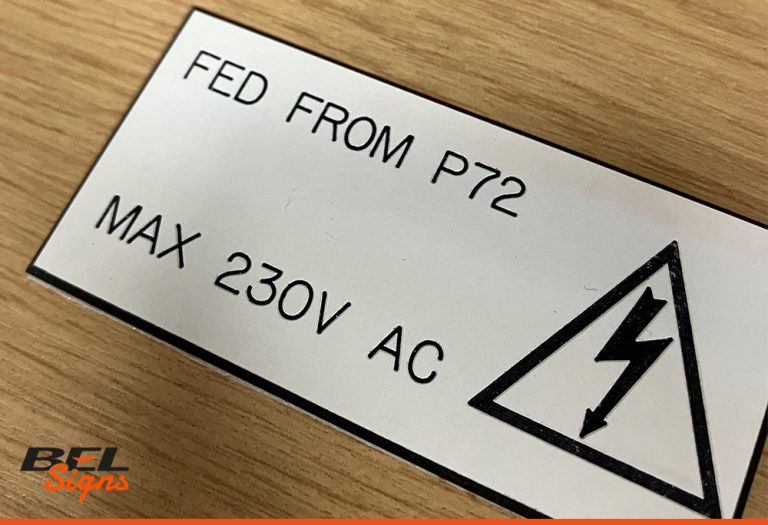 FED FROM P72
MAX 230V AC
BEL
Signs